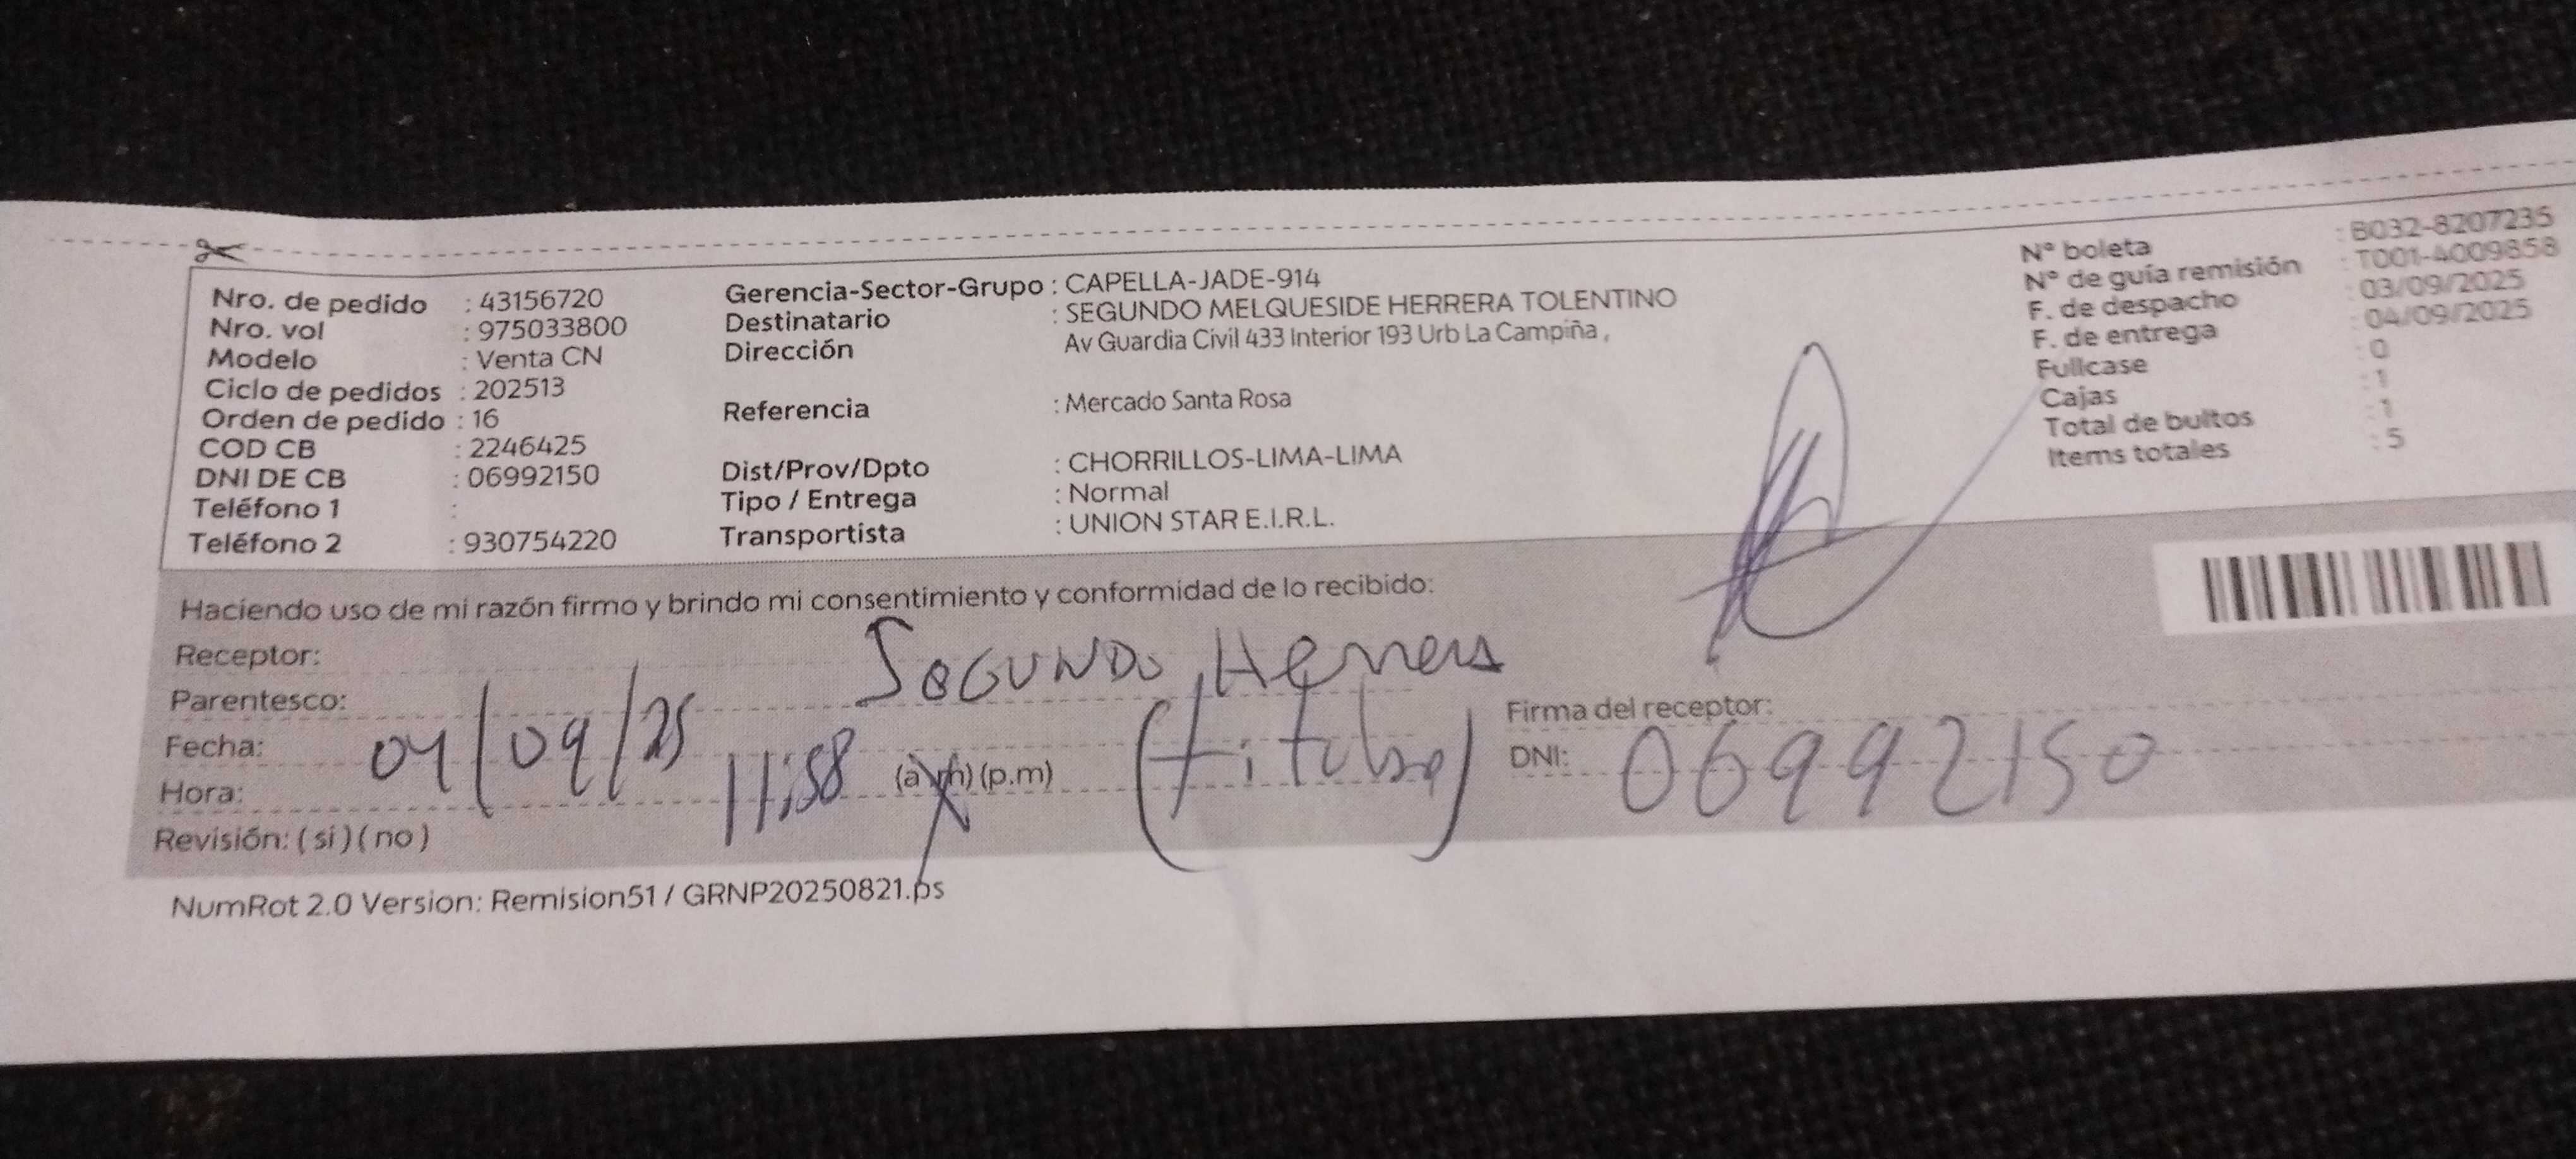 Nro. de pedido : 43156720
Nro. vol : 975033800
Modelo : Venta CN
Ciclo de pedidos : 202513
Orden de pedido : 16
COD CB : 2246425
DNI DE CB : 06992150
Teléfono 1 :
Teléfono 2 : 930754220
Gerencia-Sector-Grupo : CAPELLA-JADE-914
Destinatario : SEGUNDO MELQUESIDE HERRERA TOLENTINO
Dirección Av Guardia Civil 433 Interior 193 Urb La Campiña ,
Referencia : Mercado Santa Rosa
Dist/Prov/Dpto : CHORRILLOS-LIMA-LIMA
Tipo / Entrega : Normal
Transportista : UNION STAR E.I.R.L.
N° boleta : B032-8207235
N° de guía remisión : T001-4009858
F. de despacho : 03/09/2025
F. de entrega : 04/09/2025
Fullcase : 0
Cajas : 1
Total de bultos : 1
Items totales : 5
Haciendo uso de mi razón firmo y brindo mi consentimiento y conformidad de lo recibido:
Receptor: SEGUNDO Herrera
Parentesco: (titular)
Fecha: 04/09/25
Hora: 11:58 (a.m) (p.m)
Revisión: ( si ) ( no )
Firma del receptor:
DNI: 06992150
NumRot 2.0 Version: Remision51 / GRNP20250821.ps